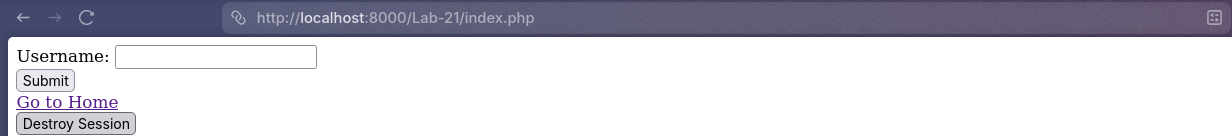 http://localhost:8000/Lab-21/index.php
Username:
Submit
Go to Home
Destroy Session